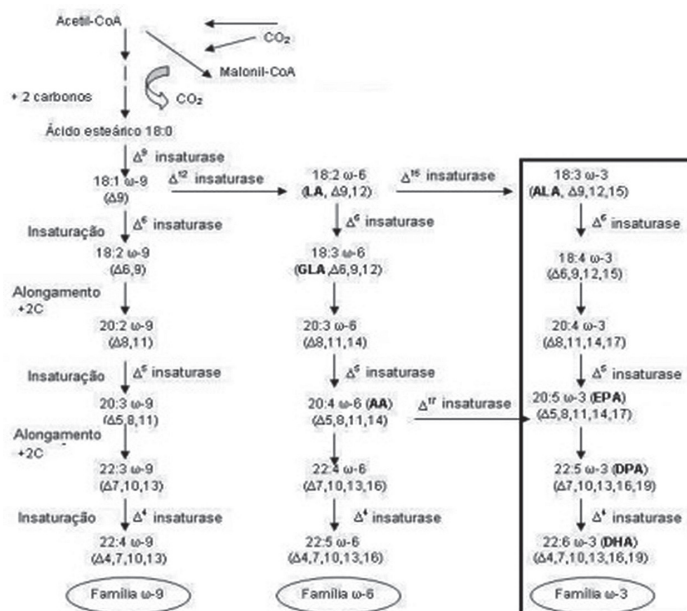 Acetil-CoA
CO₂
Malonil-CoA
+ 2 carbonos
CO₂
Ácido esteárico 18:0
Δ⁹ insaturase
18:1 ω-9
(Δ9)
Δ¹² insaturase
18:2 ω-6
(LA, Δ9,12)
Δ¹⁵ insaturase
18:3 ω-3
(ALA, Δ9,12,15)
Insaturação
Δ⁶ insaturase
Δ⁶ insaturase
Δ⁶ insaturase
18:2 ω-9
(Δ6,9)
18:3 ω-6
(GLA, Δ6,9,12)
18:4 ω-3
(Δ6,9,12,15)
Alongamento
+2C
20:2 ω-9
(Δ8,11)
20:3 ω-6
(Δ8,11,14)
20:4 ω-3
(Δ8,11,14,17)
Insaturação
Δ⁵ insaturase
Δ⁵ insaturase
Δ⁵ insaturase
20:3 ω-9
(Δ5,8,11)
20:4 ω-6 (AA)
(Δ5,8,11,14)
Δ¹⁷ insaturase
20:5 ω-3 (EPA)
(Δ5,8,11,14,17)
Alongamento
+2C
22:3 ω-9
(Δ7,10,13)
22:4 ω-6
(Δ7,10,13,16)
22:5 ω-3 (DPA)
(Δ7,10,13,16,19)
Insaturação
Δ⁴ insaturase
Δ⁴ insaturase
Δ⁴ insaturase
22:4 ω-9
(Δ4,7,10,13)
22:5 ω-6
(Δ4,7,10,13,16)
22:6 ω-3 (DHA)
(Δ4,7,10,13,16,19)
Família ω-9
Família ω-6
Família ω-3